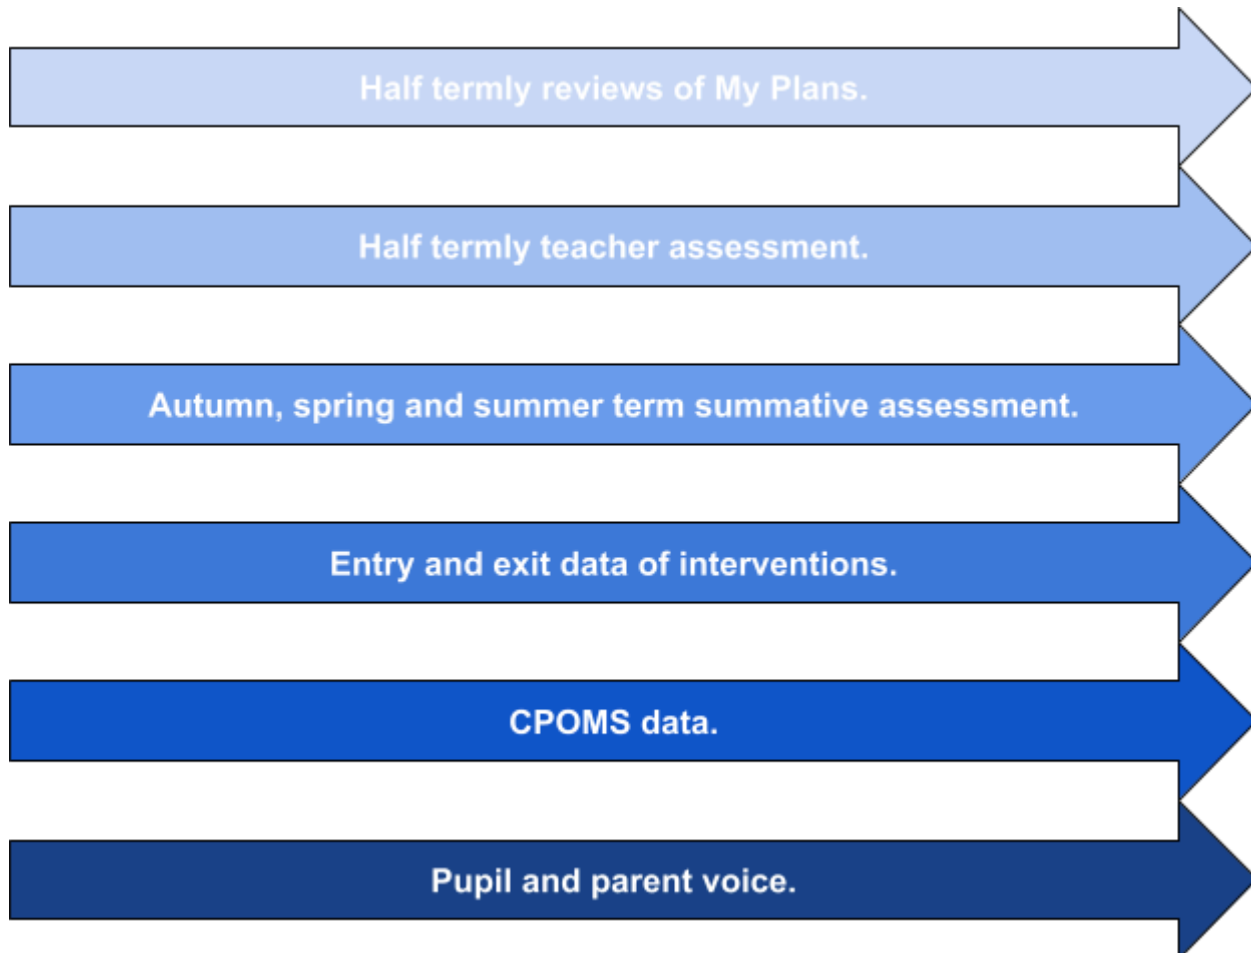 Half termly reviews of My Plans.
Half termly teacher assessment.
Autumn, spring and summer term summative assessment.
Entry and exit data of interventions.
CPOMS data.
Pupil and parent voice.